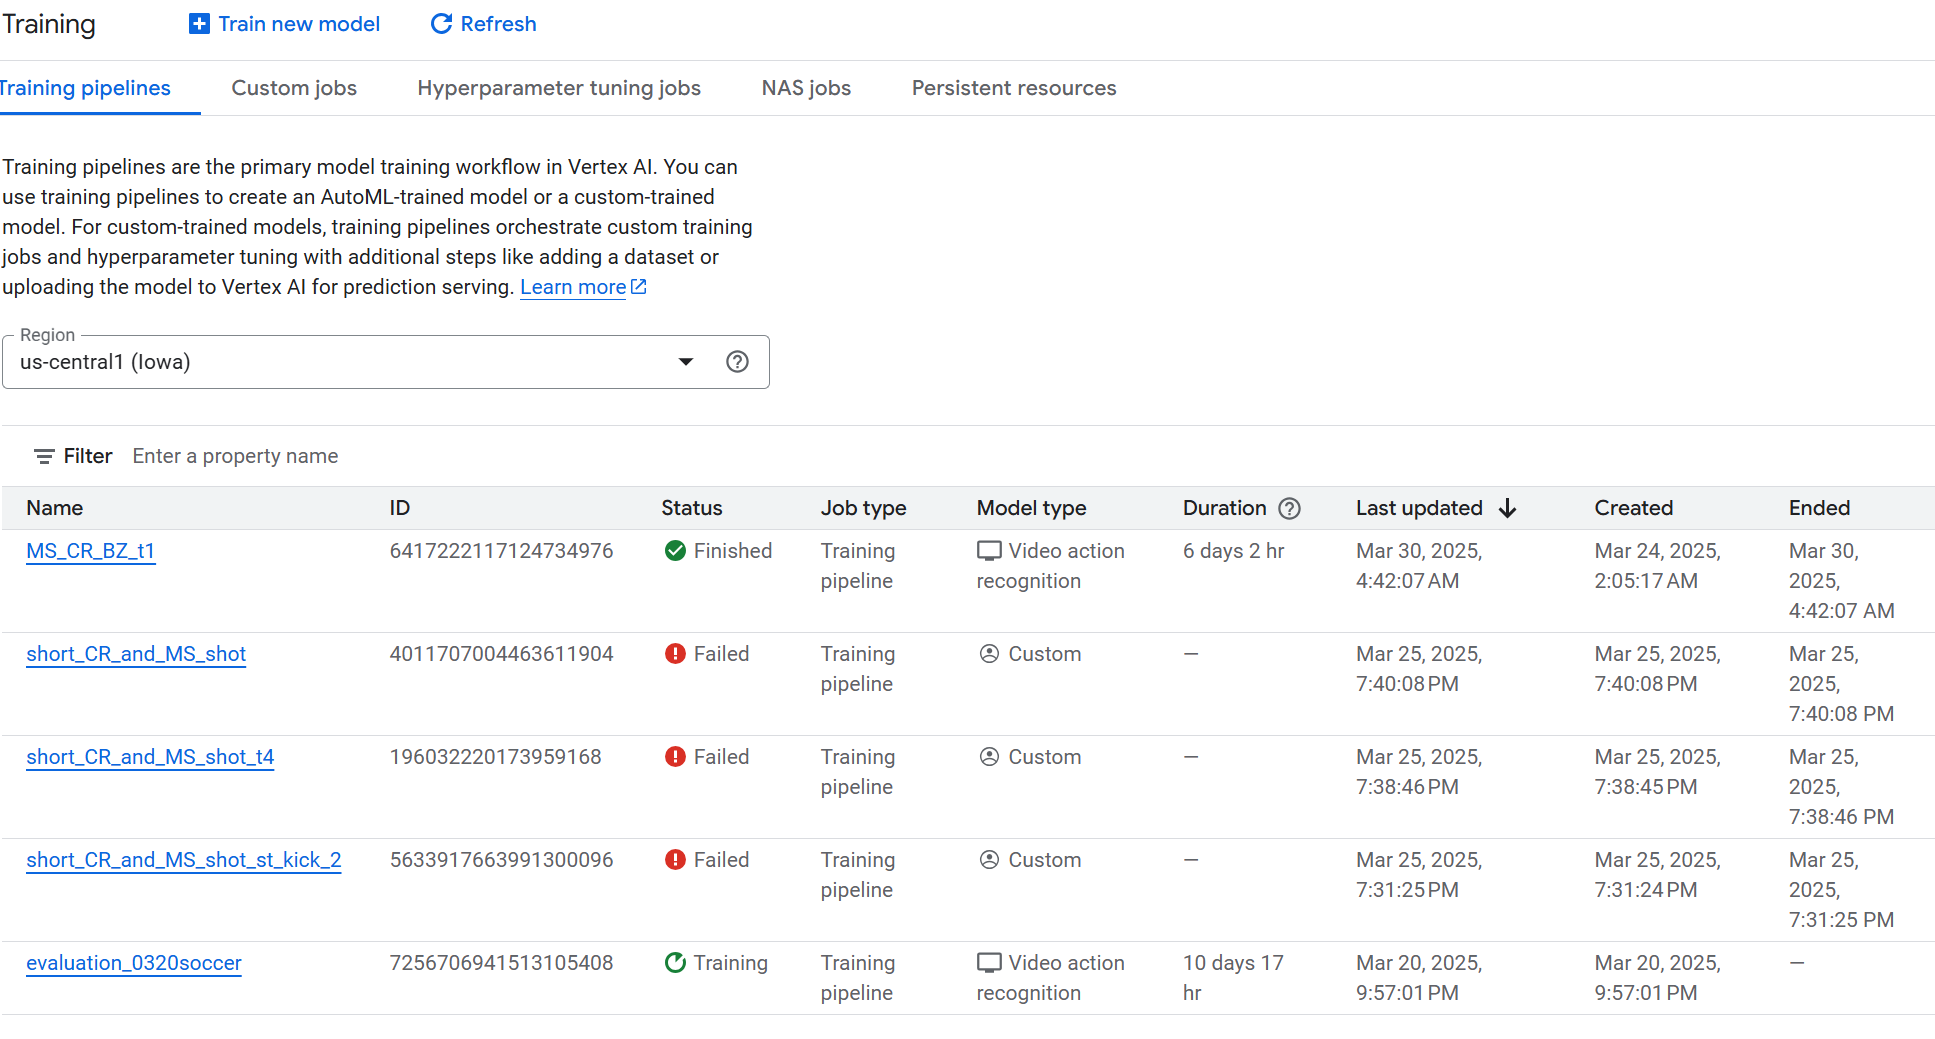 Training
Train new model
Refresh
Training pipelines
Custom jobs
Hyperparameter tuning jobs
NAS jobs
Persistent resources
Training pipelines are the primary model training workflow in Vertex AI. You can
use training pipelines to create an AutoML-trained model or a custom-trained
model. For custom-trained models, training pipelines orchestrate custom training
jobs and hyperparameter tuning with additional steps like adding a dataset or
uploading the model to Vertex AI for prediction serving. Learn more
Region
us-central1 (Iowa)
Filter Enter a property name
Name ID Status Job type Model type Duration Last updated Created Ended
MS_CR_BZ_t1 6417222117124734976 Finished Training Video action 6 days 2 hr Mar 30, 2025, Mar 24, 2025, Mar 30,
pipeline recognition 4:42:07 AM 2:05:17 AM 2025,
4:42:07 AM
short_CR_and_MS_shot 4011707004463611904 Failed Training Custom — Mar 25, 2025, Mar 25, 2025, Mar 25,
pipeline 7:40:08 PM 7:40:08 PM 2025,
7:40:08 PM
short_CR_and_MS_shot_t4 196032220173959168 Failed Training Custom — Mar 25, 2025, Mar 25, 2025, Mar 25,
pipeline 7:38:46 PM 7:38:45 PM 2025,
7:38:46 PM
short_CR_and_MS_shot_st_kick_2 5633917663991300096 Failed Training Custom — Mar 25, 2025, Mar 25, 2025, Mar 25,
pipeline 7:31:25 PM 7:31:24 PM 2025,
7:31:25 PM
evaluation_0320soccer 7256706941513105408 Training Training Video action 10 days 17 Mar 20, 2025, Mar 20, 2025, —
pipeline recognition hr 9:57:01 PM 9:57:01 PM